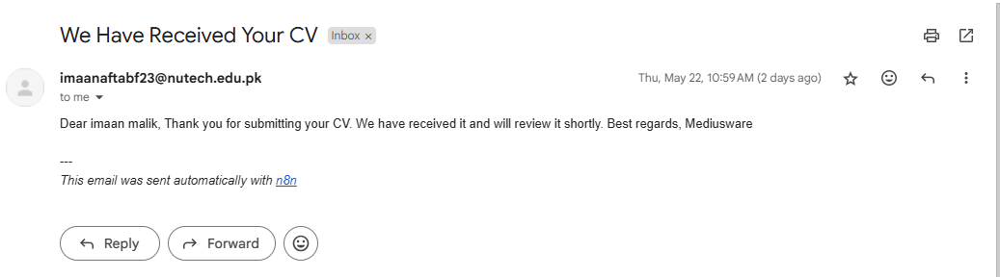 We Have Received Your CV Inbox ×
imaanaftabf23@nutech.edu.pk Thu, May 22, 10:59 AM (2 days ago)
to me
Dear imaan malik, Thank you for submitting your CV. We have received it and will review it shortly. Best regards, Mediusware
---
This email was sent automatically with n8n
Reply Forward